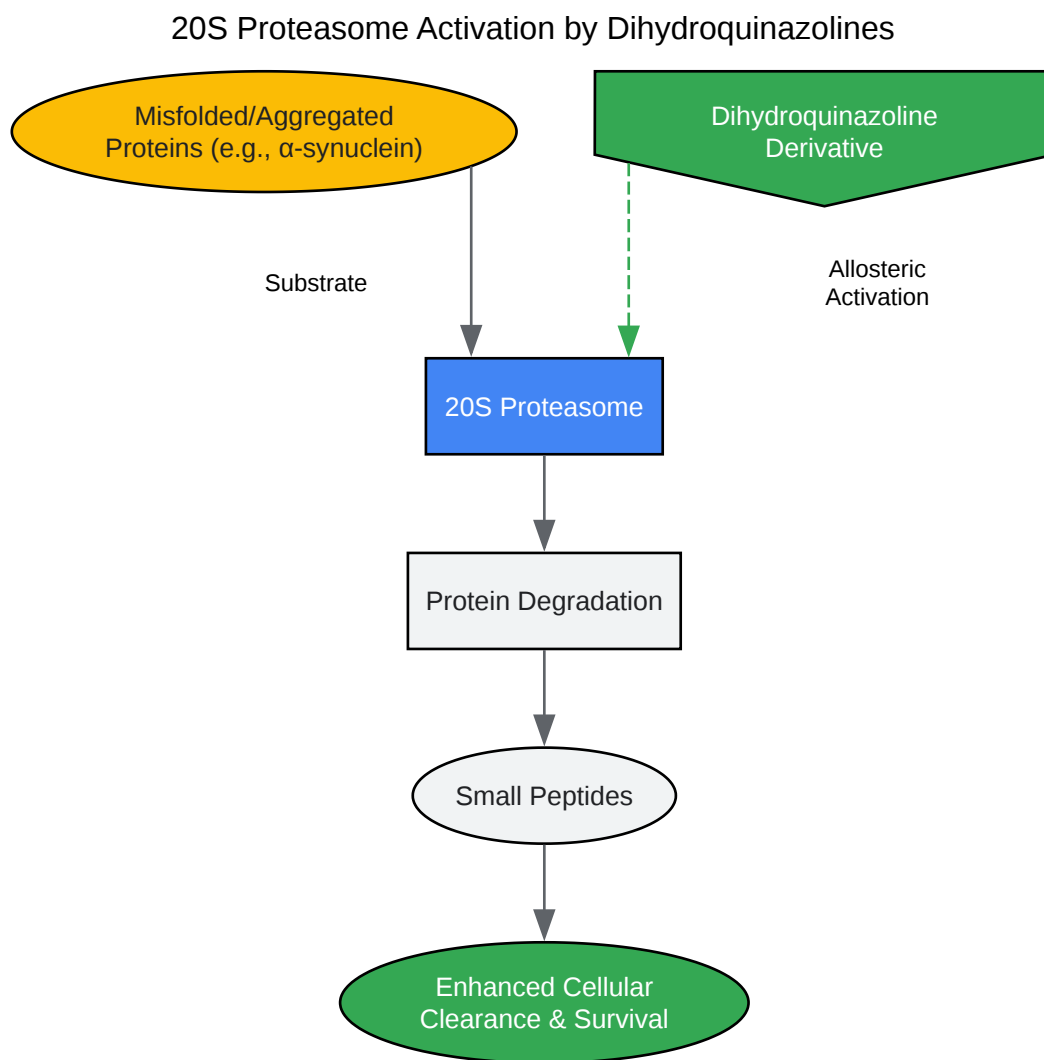 20S Proteasome Activation by Dihydroquinazolines
Misfolded/Aggregated
Proteins (e.g., α-synuclein)
Dihydroquinazoline
Derivative
Substrate
Allosteric
Activation
20S Proteasome
Protein Degradation
Small Peptides
Enhanced Cellular
Clearance & Survival